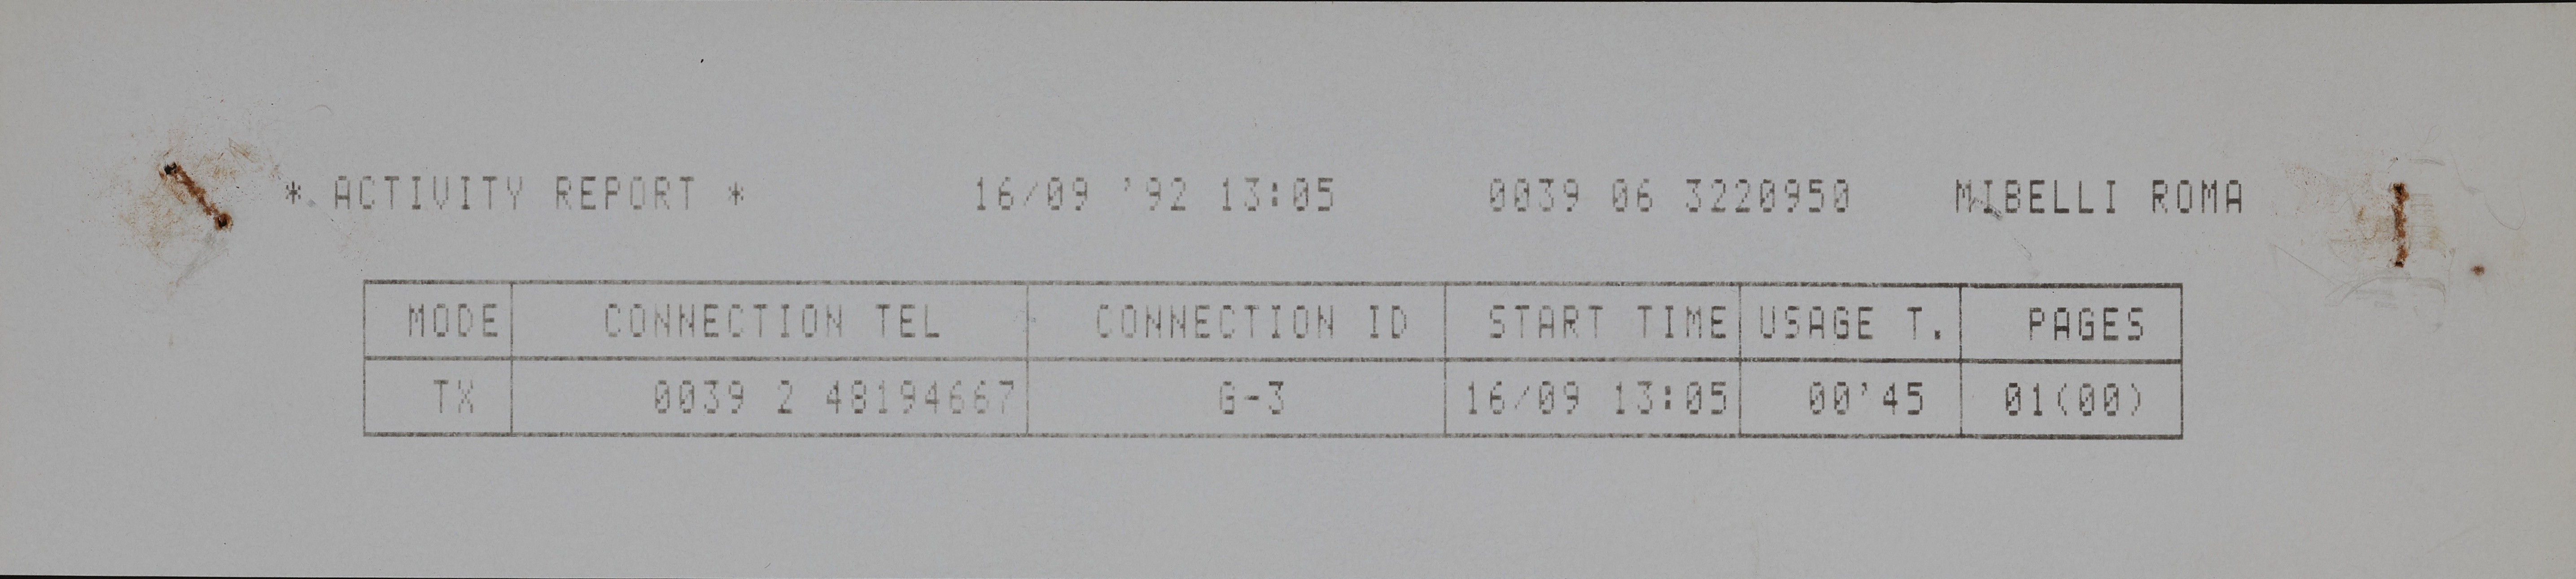 * ACTIVITY REPORT * 16/09 '92 13:05 0039 06 3220950 MIBELLI ROMA
MODE CONNECTION TEL CONNECTION ID START TIME USAGE T. PAGES
TX 0039 2 48194667 G-3 16/09 13:05 00'45 01(00)